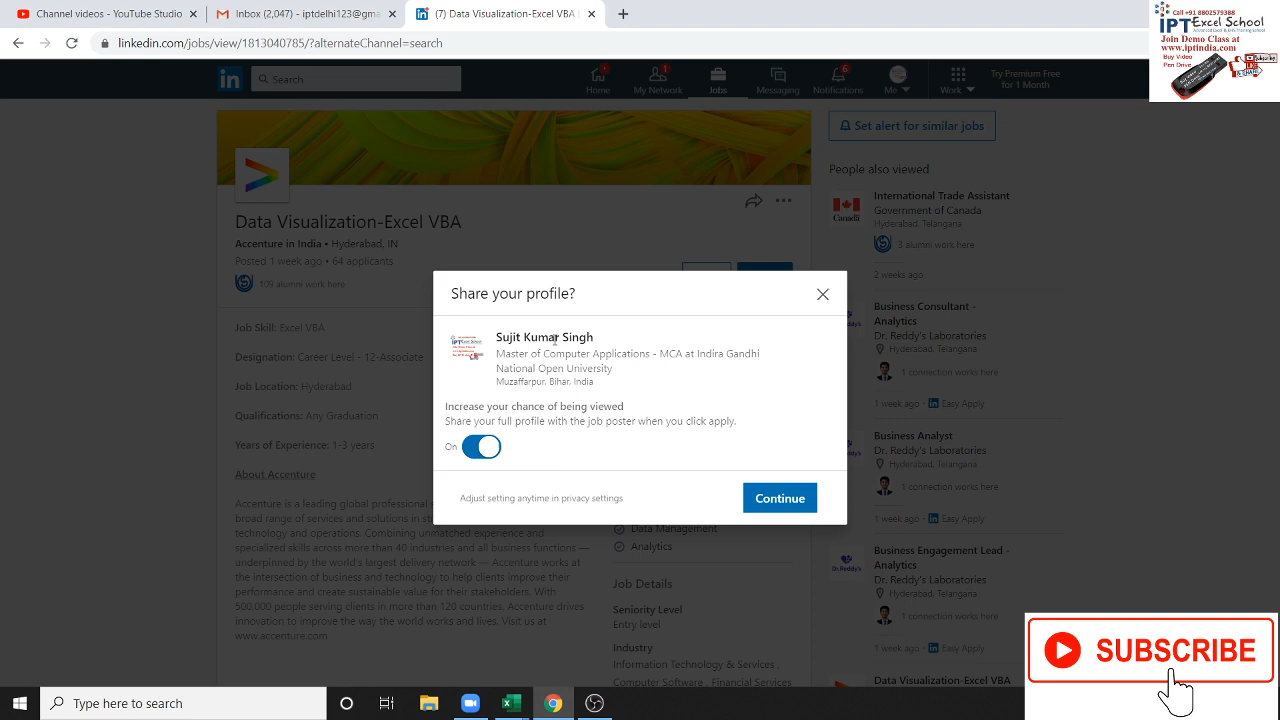 (7) YouTube Studio
Inbox (2,047) - iptdelhi123@gmail
(7) Data Visualization-Excel VBA |
linkedin.com/jobs/view/1813040785/?alternateChannel=search
Call +91 8802579388
IPT Excel School
Advanced Excel & VBA Training School
Join Demo Class at
www.iptindia.com
Buy Video
Pen Drive
in
Search
Home
My Network
1
Jobs
Messaging
Notifications
6
Me
Work
Try Premium Free
for 1 Month
Data Visualization-Excel VBA
Accenture in India • Hyderabad, IN
Posted 1 week ago • 64 applicants
109 alumni work here
Job Skill: Excel VBA
Designation: Career Level - 12-Associate
Job Location: Hyderabad
Qualifications: Any Graduation
Years of Experience: 1-3 years
About Accenture
Accenture is a leading global professional
broad range of services and solutions in st
technology and operations. Combining unmatched experience and
specialized skills across more than 40 industries and all business functions —
underpinned by the world's largest delivery network — Accenture works at
the intersection of business and technology to help clients improve their
performance and create sustainable value for their stakeholders. With
500,000 people serving clients in more than 120 countries, Accenture drives
innovation to improve the way the world works and lives. Visit us at
www.accenture.com
Share your profile?
Sujit Kumar Singh
Master of Computer Applications - MCA at Indira Gandhi
National Open University
Muzaffarpur, Bihar, India
Increase your chance of being viewed
Share your full profile with the job poster when you click apply.
On
Adjust setting anytime in privacy settings
Continue
Data Management
Analytics
Job Details
Seniority Level
Entry level
Industry
Information Technology & Services ,
Computer Software , Financial Services
Set alert for similar jobs
People also viewed
Canada
International Trade Assistant
Government of Canada
Hyderabad, Telangana
3 alumni work here
2 weeks ago
Business Consultant -
Analytics
Dr. Reddy's Laboratories
Hyderabad, Telangana
1 connection works here
1 week ago • in Easy Apply
Business Analyst
Dr. Reddy's Laboratories
Hyderabad, Telangana
1 connection works here
1 week ago • in Easy Apply
Business Engagement Lead -
Analytics
Dr.Reddy's
Dr. Reddy's Laboratories
Hyderabad, Telangana
1 connection works here
1 week ago • in Easy Apply
Data Visualization-Excel VBA
SUBSCRIBE
Type here to search